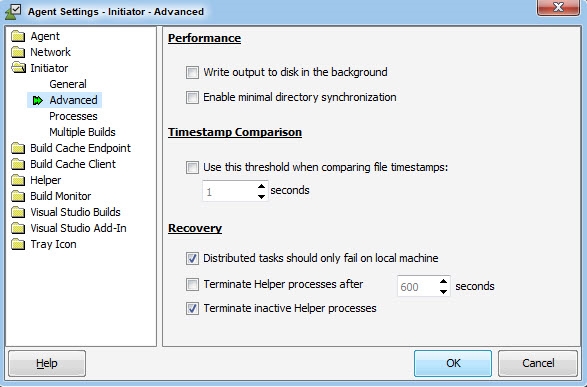 Agent Settings - Initiator - Advanced
Agent
Network
Initiator
General
Advanced
Processes
Multiple Builds
Build Cache Endpoint
Build Cache Client
Helper
Build Monitor
Visual Studio Builds
Visual Studio Add-In
Tray Icon
Performance
Write output to disk in the background
Enable minimal directory synchronization
Timestamp Comparison
Use this threshold when comparing file timestamps:
1 seconds
Recovery
Distributed tasks should only fail on local machine
Terminate Helper processes after 600 seconds
Terminate inactive Helper processes
Help OK Cancel